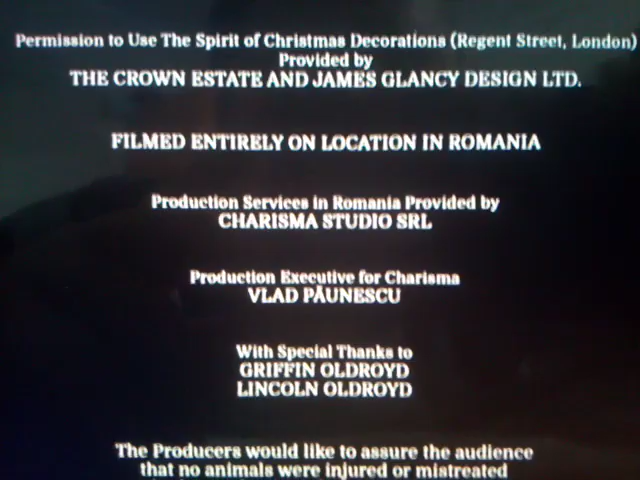 Permission to Use The Spirit of Christmas Decorations (Regent Street, London)
Provided by
THE CROWN ESTATE AND JAMES GLANCY DESIGN LTD.
FILMED ENTIRELY ON LOCATION IN ROMANIA
Production Services in Romania Provided by
CHARISMA STUDIO SRL
Production Executive for Charisma
VLAD PĂUNESCU
With Special Thanks to
GRIFFIN OLDROYD
LINCOLN OLDROYD
The Producers would like to assure the audience
that no animals were injured or mistreated